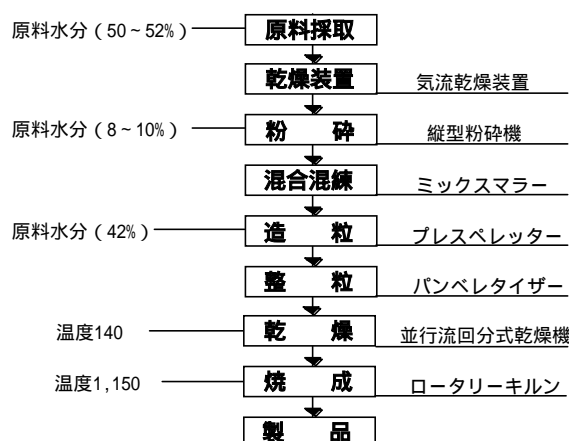 原料水分（50～52%） 原料採取
乾燥装置 気流乾燥装置
原料水分（8～10%） 粉 砕 縦型粉砕機
混合混練 ミックスマラー
原料水分（42%） 造 粒 プレスペレッター
整 粒 パンベレタイザー
温度140 乾 燥 並行流回分式乾燥機
温度1,150 焼 成 ロータリーキルン
製 品